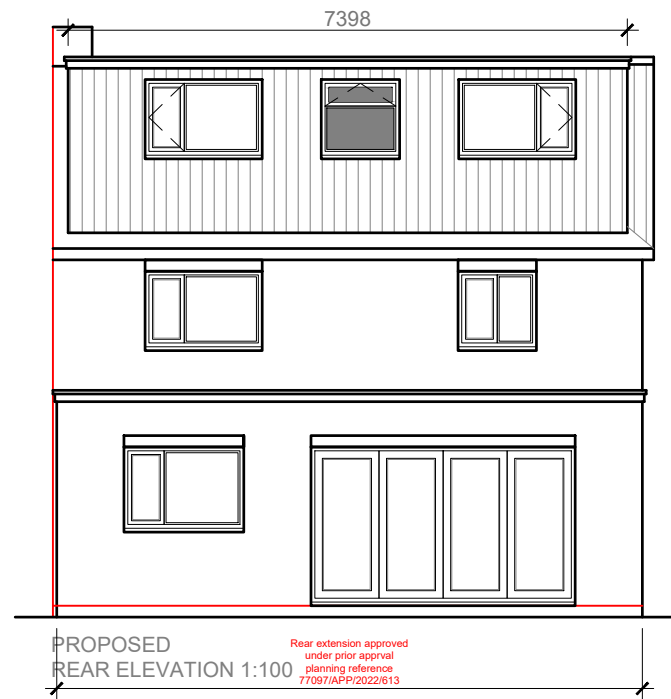 7398
PROPOSED
REAR ELEVATION 1:100
Rear extension approved
under prior apprval
planning reference
77097/APP/2022/613